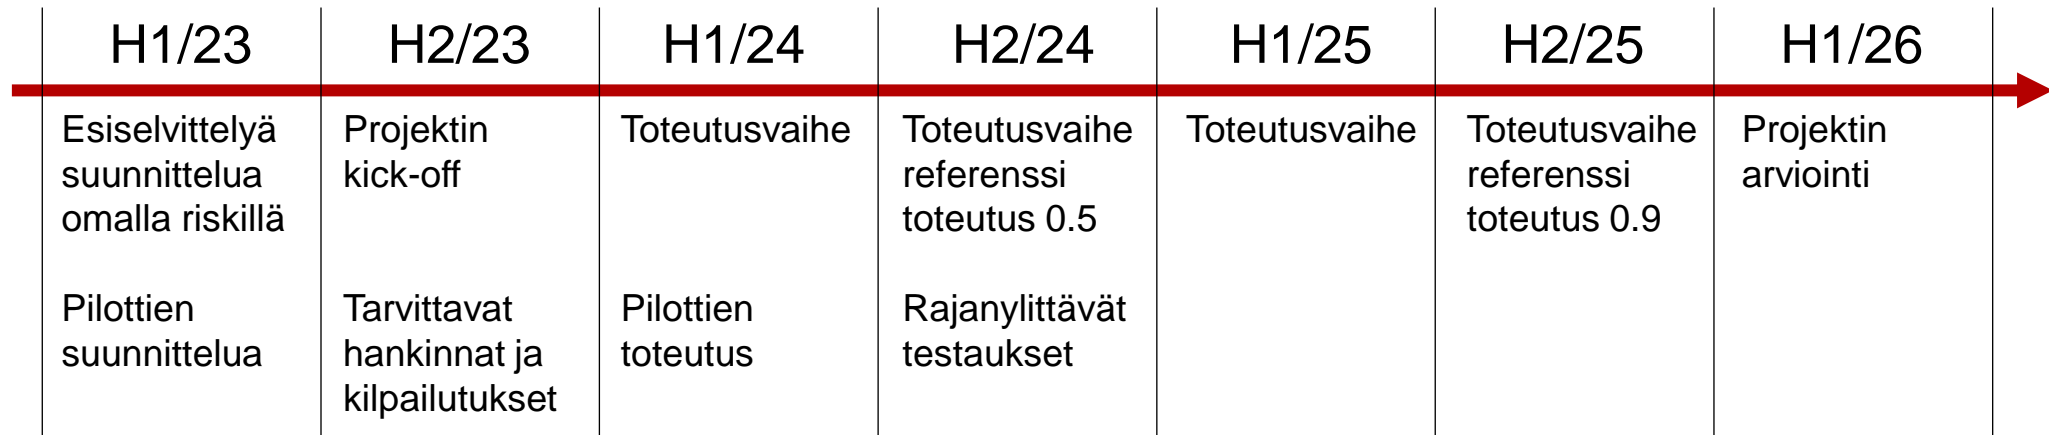 H1/23
H2/23
H1/24
H2/24
H1/25
H2/25
H1/26
Esiselvittelyä
suunnittelua
omalla riskillä
Pilottien
suunnittelua
Projektin
kick-off
Tarvittavat
hankinnat ja
kilpailutukset
Toteutusvaihe
Pilottien
toteutus
Toteutusvaihe
referenssi
toteutus 0.5
Rajanylittävät
testaukset
Toteutusvaihe
Toteutusvaihe
referenssi
toteutus 0.9
Projektin
arviointi